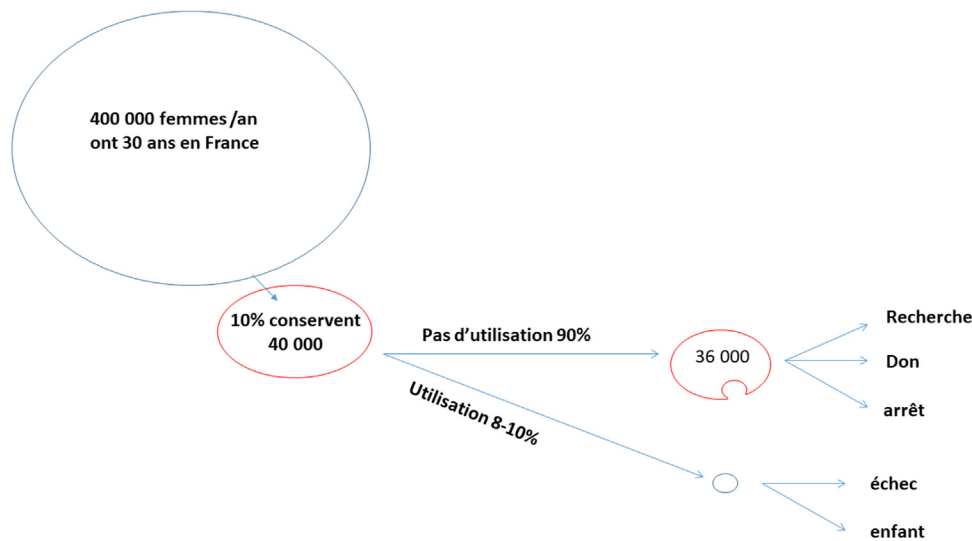 400 000 femmes /an
ont 30 ans en France
10% conservent
40 000
Pas d'utilisation 90%
Utilisation 8-10%
36 000
Recherche
Don
arrêt
échec
enfant